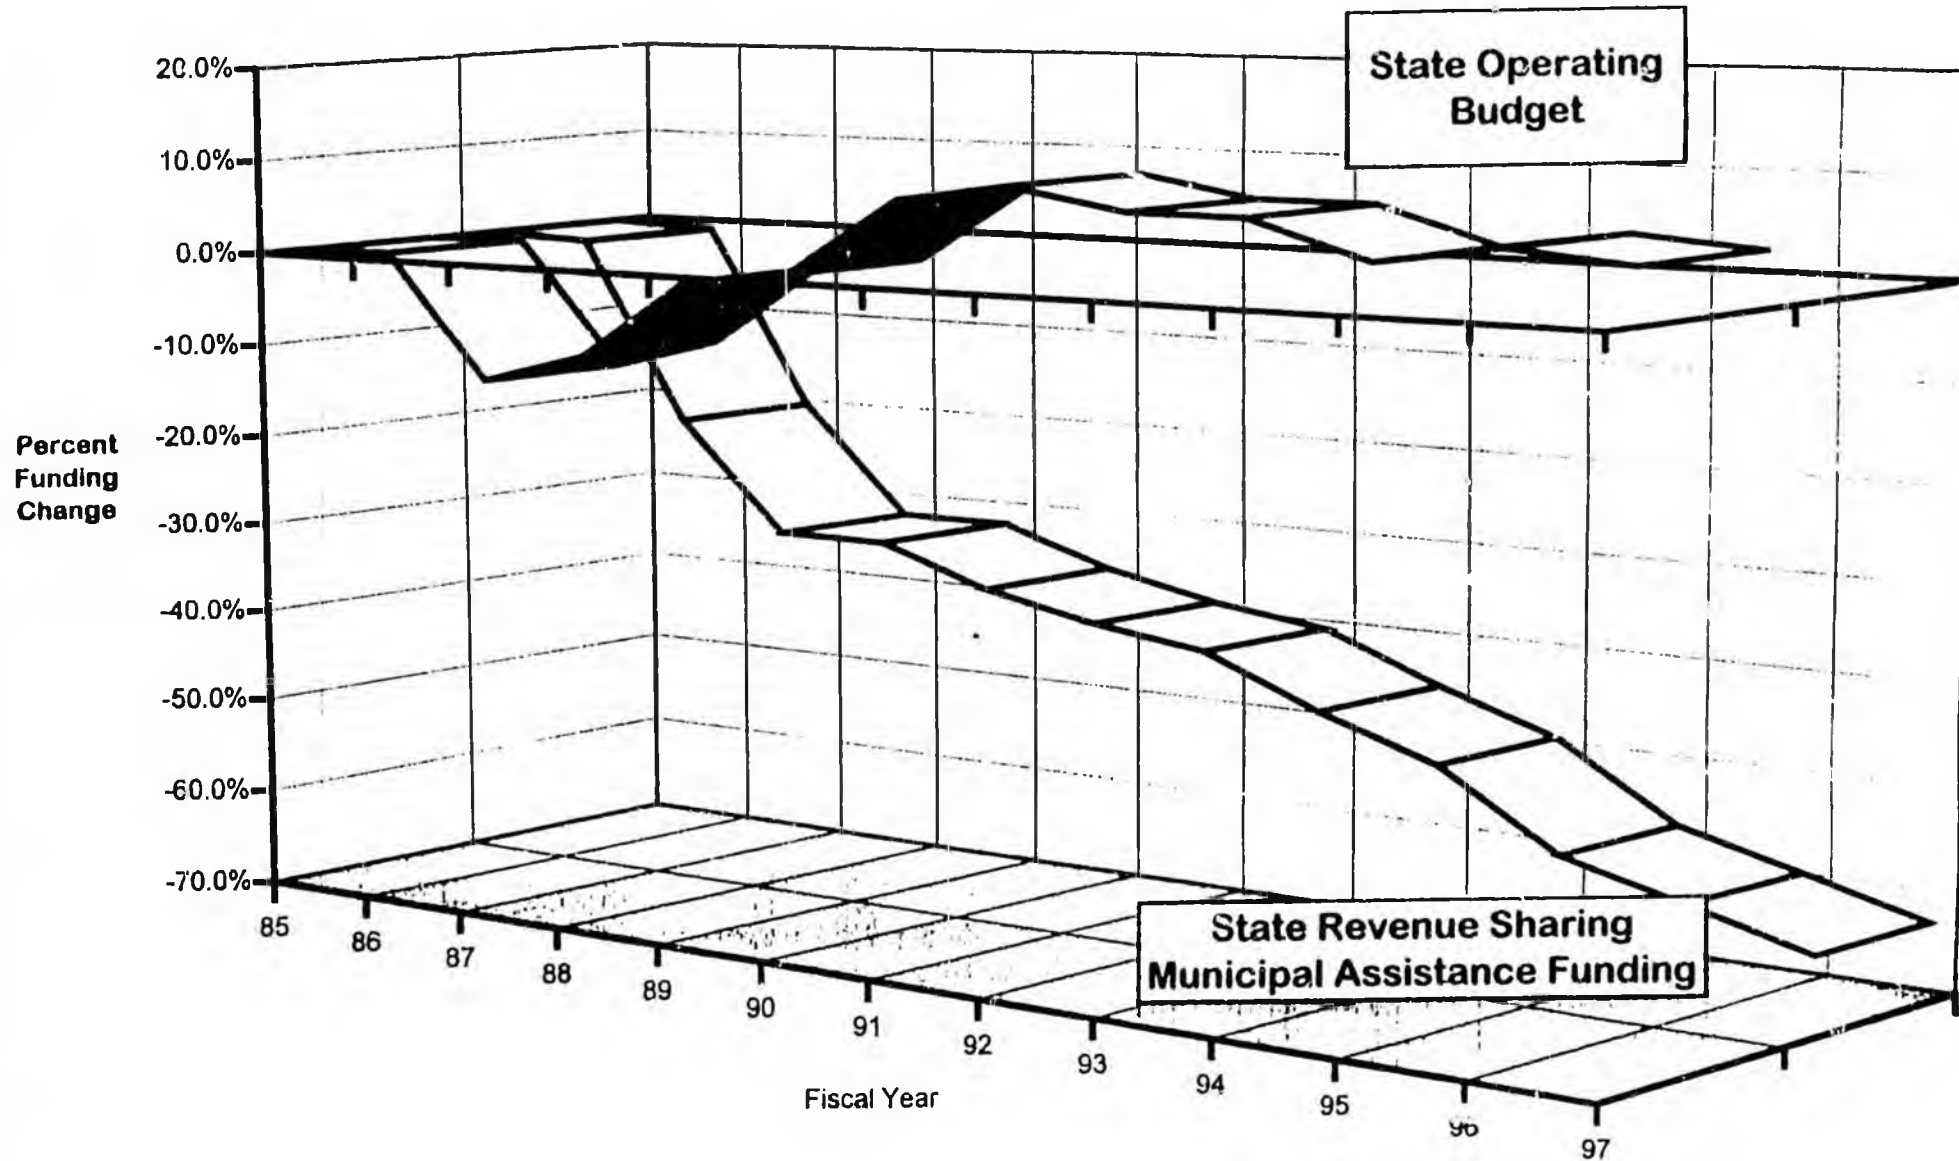 State Operating
Budget
20.0%
10.0%
0.0%
-10.0%
-20.0%
-30.0%
-40.0%
-50.0%
-60.0%
-70.0%
Percent
Funding
Change
State Revenue Sharing
Municipal Assistance Funding
85
86
87
88
89
90
91
92
93
94
95
96
97
Fiscal Year